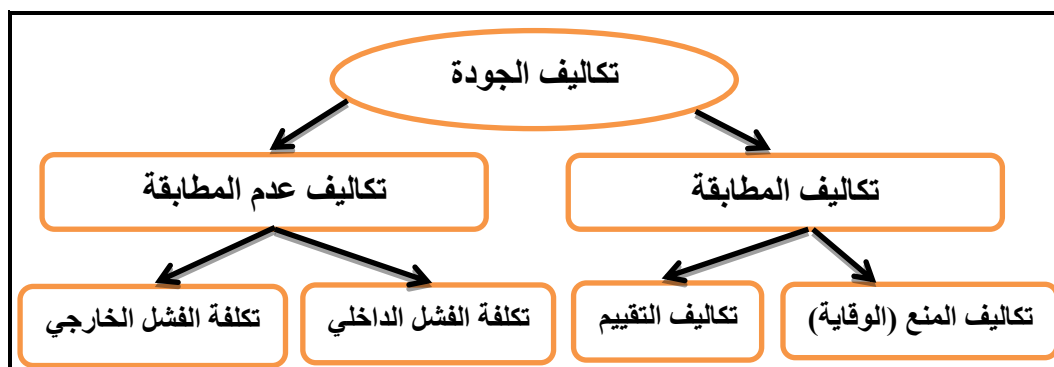 تكاليف الجودة
تكاليف المطابقة
تكاليف عدم المطابقة
تكاليف المنع (الوقاية)
تكاليف التقييم
تكلفة الفشل الداخلي
تكلفة الفشل الخارجي